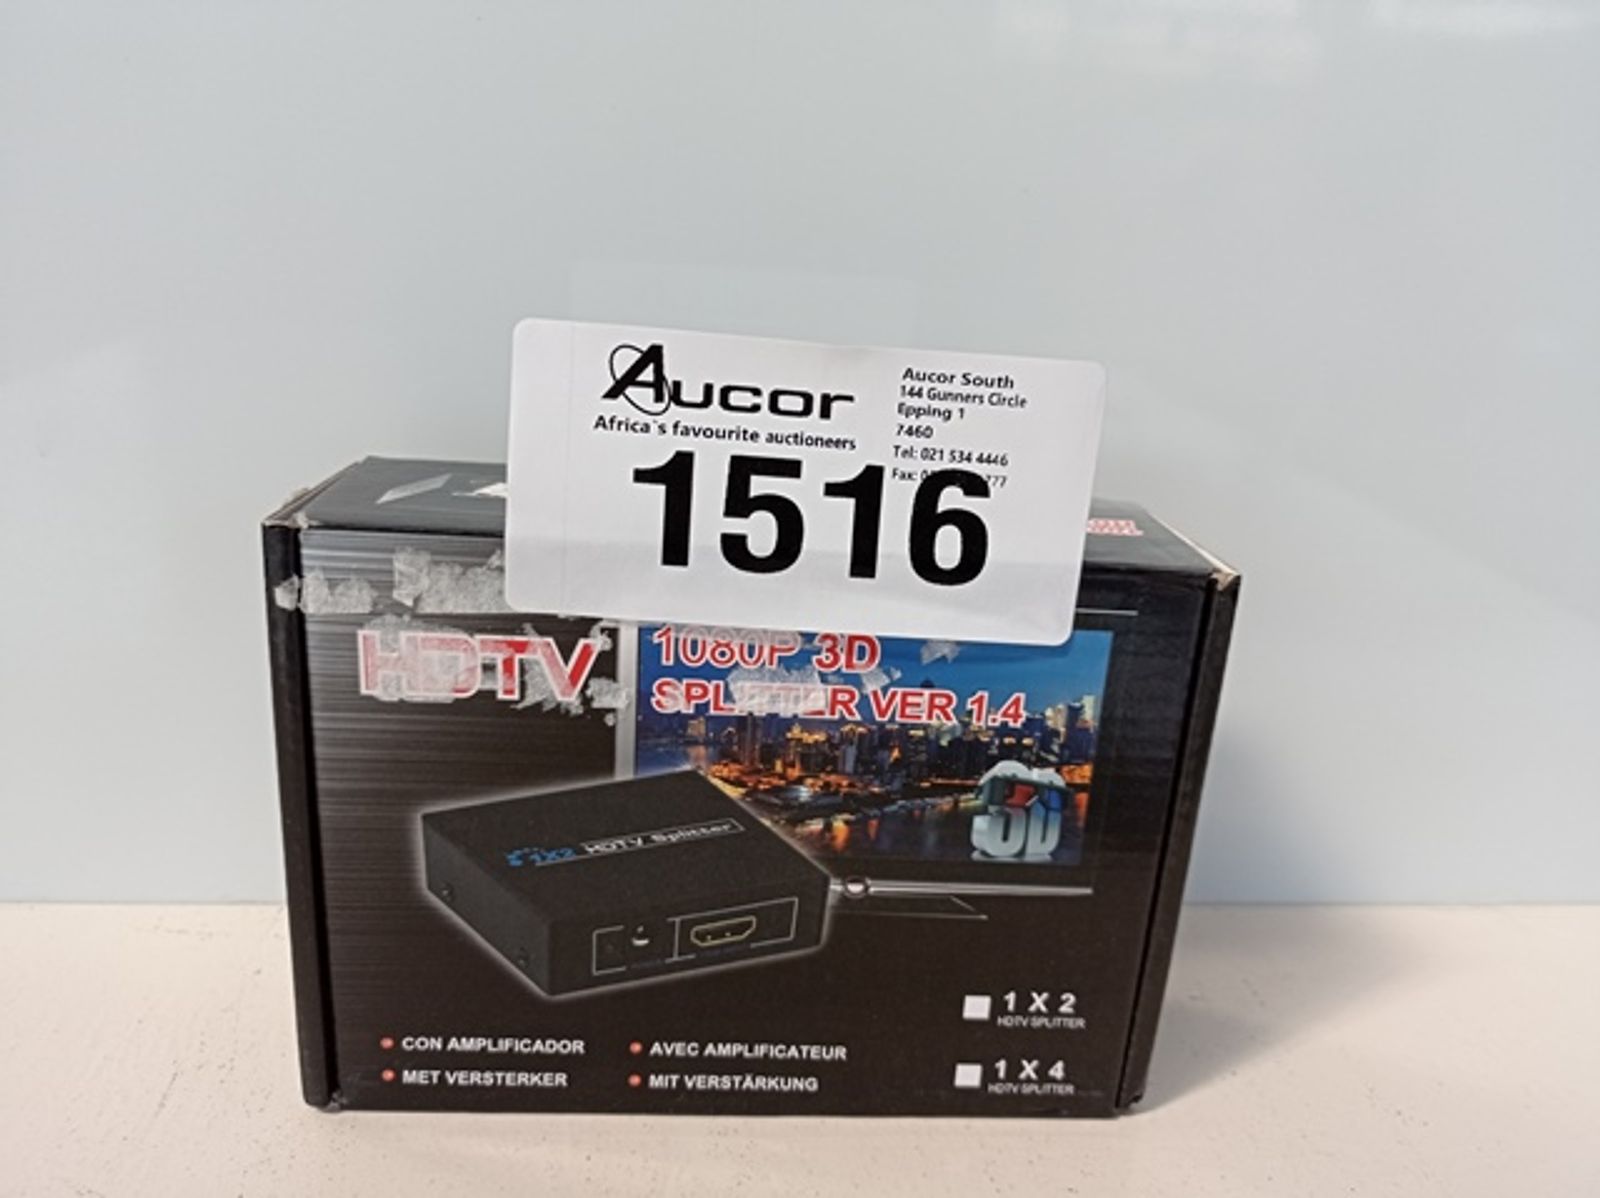 Aucor
Africa's favourite auctioneers
Aucor South
144 Gunners Circle
Epping 1
7460
Tel: 021 534 4446
Fax: 777
1516
HDTV
1080P 3D
SPLITTER VER 1.4
3D
1X2 HDTV Splitter
CON AMPLIFICADOR
MET VERSTERKER
AVEC AMPLIFICATEUR
MIT VERSTÄRKUNG
1 X 2
HDTV SPLITTER
1 X 4
HDTV SPLITTER